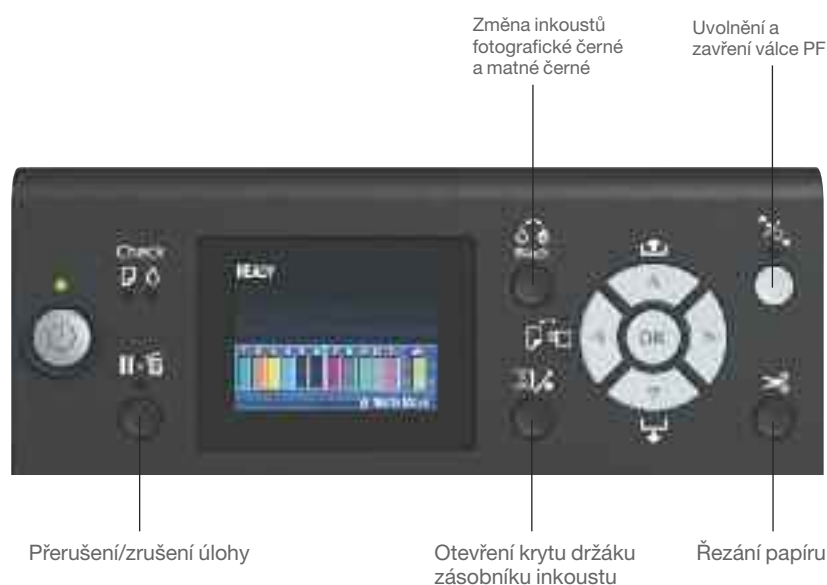 Změna inkoustů
fotografické černé
a matné černé
Uvolnění a
zavření válce PF
Check
READY
OK
Přerušení/zrušení úlohy
Otevření krytu držáku
zásobníku inkoustu
Řezání papíru